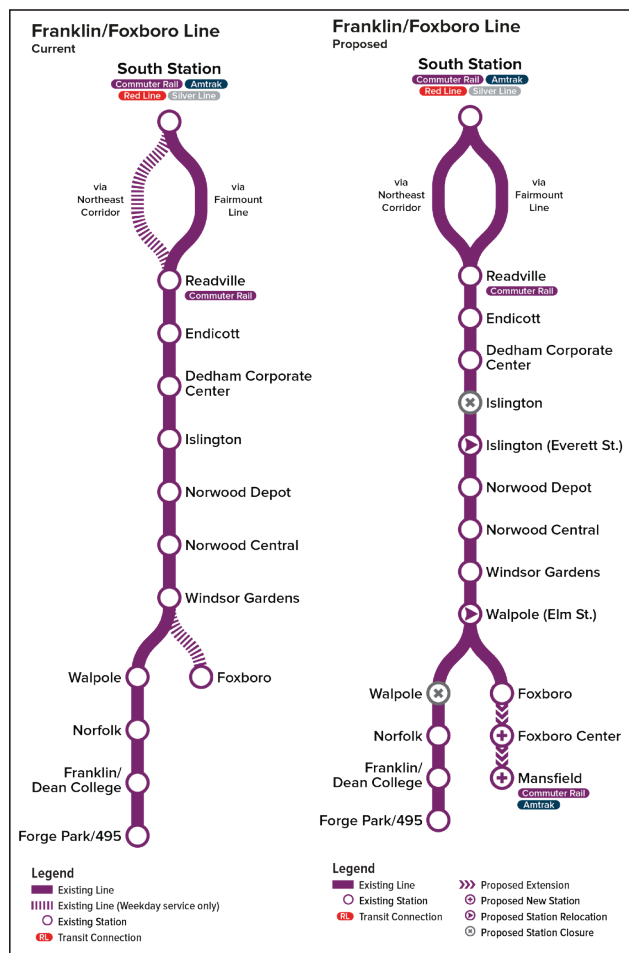 Franklin/Foxboro Line
Current
South Station
Commuter Rail
Amtrak
Red Line
Silver Line
via
Northeast
Corridor
via
Fairmount
Line
Readville
Commuter Rail
Endicott
Dedham Corporate
Center
Islington
Norwood Depot
Norwood Central
Windsor Gardens
Walpole
Foxboro
Norfolk
Franklin/
Dean College
Forge Park/495
Legend
Existing Line
Existing Line (Weekday service only)
Existing Station
RL Transit Connection
Franklin/Foxboro Line
Proposed
South Station
Commuter Rail
Amtrak
Red Line
Silver Line
via
Northeast
Corridor
via
Fairmount
Line
Readville
Commuter Rail
Endicott
Dedham Corporate
Center
Islington
Islington (Everett St.)
Norwood Depot
Norwood Central
Windsor Gardens
Walpole (Elm St.)
Walpole
Foxboro
Norfolk
Foxboro Center
Franklin/
Dean College
Mansfield
Commuter Rail
Amtrak
Forge Park/495
Legend
Existing Line
Existing Station
RL Transit Connection
Proposed Extension
Proposed New Station
Proposed Station Relocation
Proposed Station Closure